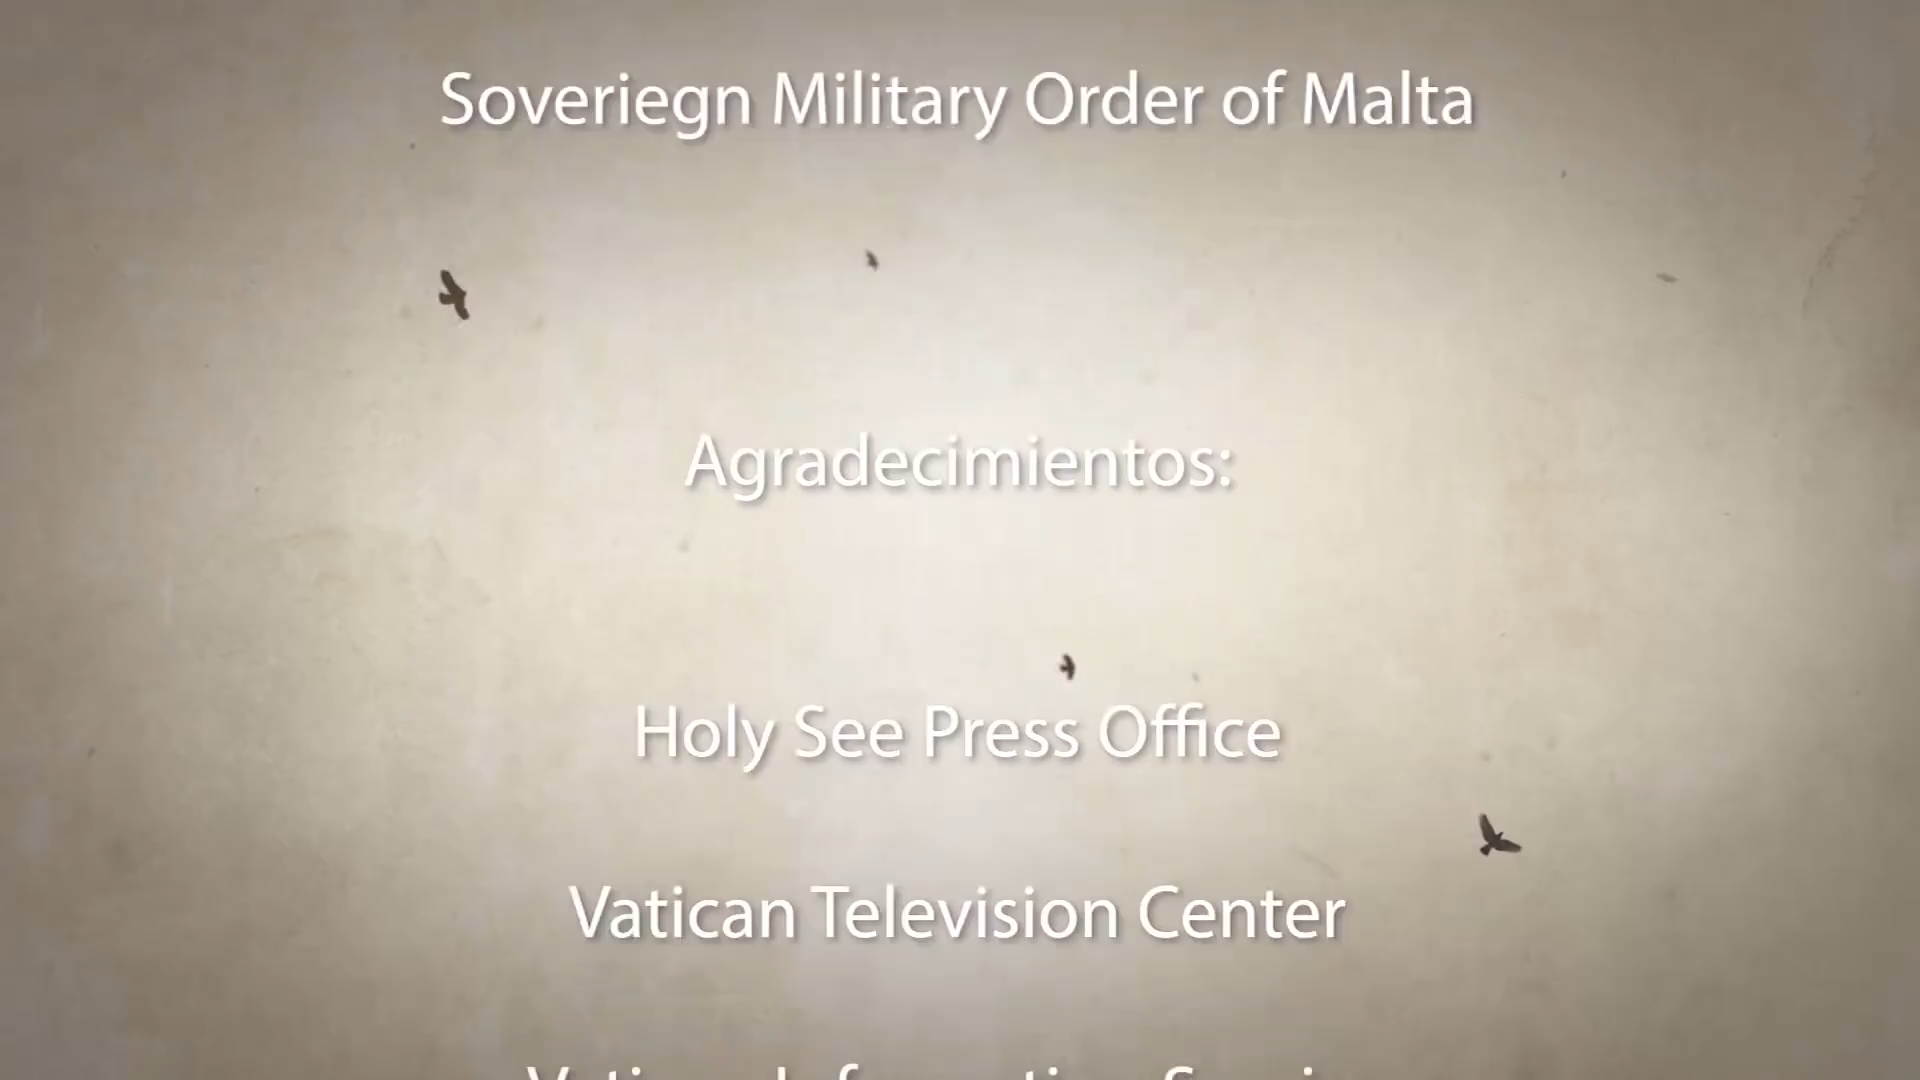 Soveriegn Military Order of Malta
Agradecimientos:
Holy See Press Office
Vatican Television Center